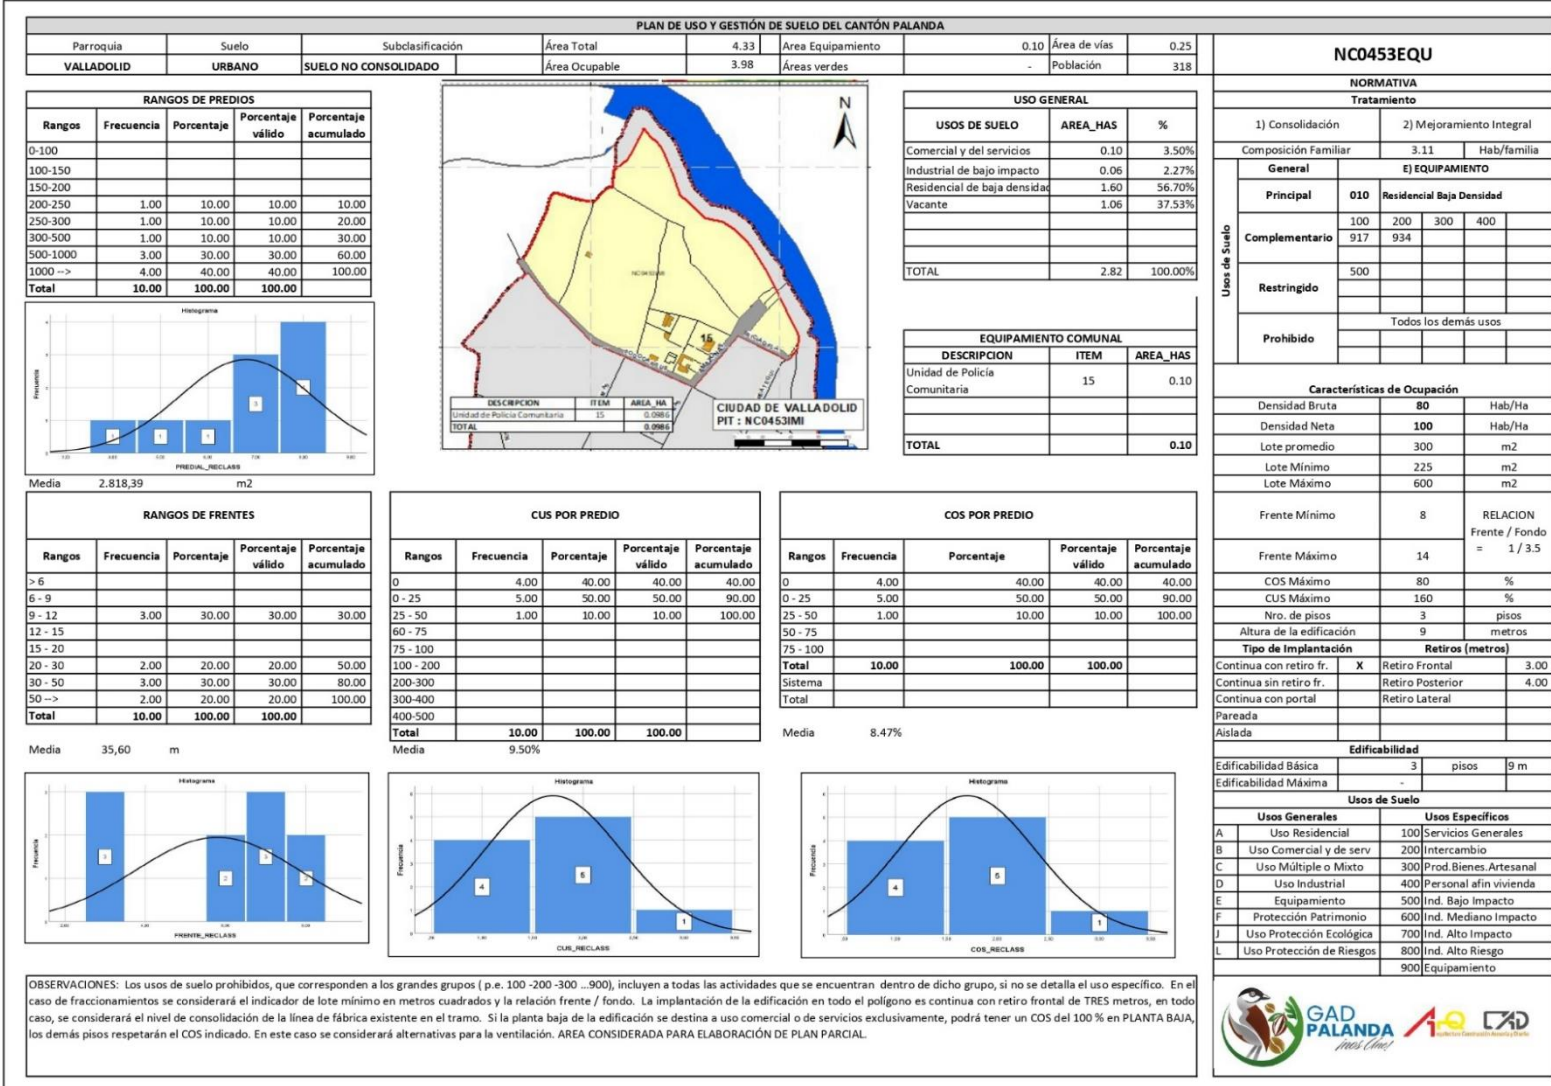 PLAN DE USO Y GESTIÓN DE SUELO DEL CANTÓN PALANDA
Parroquia Suelo Subclasificación Área Total 4.33 Area Equipamiento 0.10 Área de vías 0.25
VALLADOLID URBANO SUELO NO CONSOLIDADO Área Ocupable 3.98 Áreas verdes - Población 318
RANGOS DE PREDIOS
Rangos Frecuencia Porcentaje Porcentaje válido Porcentaje acumulado
0-100
100-150
150-200
200-250 1.00 10.00 10.00 10.00
250-300 1.00 10.00 10.00 20.00
300-500 1.00 10.00 10.00 30.00
500-1000 3.00 30.00 30.00 60.00
1000 --> 4.00 40.00 40.00 100.00
Total 10.00 100.00 100.00
Histograma
Frecuencia
3
PREDIAL_RECLASS
Media 2.818,39 m2
N
15
DESCRIPCION ITEM AREA_HA
Unidad de Policía Comunitaria 15 0.0986
TOTAL 0.0986
CIUDAD DE VALLADOLID
PIT : NC0453IMI
USO GENERAL
USOS DE SUELO AREA_HAS %
Comercial y del servicios 0.10 3.50%
Industrial de bajo impacto 0.06 2.27%
Residencial de baja densidad 1.60 56.70%
Vacante 1.06 37.53%
TOTAL 2.82 100.00%
EQUIPAMIENTO COMUNAL
DESCRIPCION ITEM AREA_HAS
Unidad de Policía
Comunitaria 15 0.10
TOTAL 0.10
RANGOS DE FRENTES
Rangos Frecuencia Porcentaje Porcentaje válido Porcentaje acumulado
> 6
6 - 9
9 - 12 3.00 30.00 30.00 30.00
12 - 15
15 - 20
20 - 30 2.00 20.00 20.00 50.00
30 - 50 3.00 30.00 30.00 80.00
50 --> 2.00 20.00 20.00 100.00
Total 10.00 100.00 100.00
Media 35,60 m
Histograma
Frecuencia
FRENTE_RECLASS
CUS POR PREDIO
Rangos Frecuencia Porcentaje Porcentaje válido Porcentaje acumulado
0 4.00 40.00 40.00 40.00
0 - 25 5.00 50.00 50.00 90.00
25 - 50 1.00 10.00 10.00 100.00
60 - 75
75 - 100
100 - 200
200-300
300-400
400-500
Total 10.00 100.00 100.00
Media 9.50%
Histograma
Frecuencia
4 5 1
CUS_RECLASS
COS POR PREDIO
Rangos Frecuencia Porcentaje Porcentaje válido Porcentaje acumulado
0 4.00 40.00 40.00 40.00
0 - 25 5.00 50.00 50.00 90.00
25 - 50 1.00 10.00 10.00 100.00
50 - 75
75 - 100
Total 10.00 100.00 100.00
Sistema
Total
Media 8.47%
Histograma
Frecuencia
4 5 1
COS_RECLASS
OBSERVACIONES: Los usos de suelo prohibidos, que corresponden a los grandes grupos ( p.e. 100 -200 -300 ...900), incluyen a todas las actividades que se encuentran dentro de dicho grupo, si no se detalla el uso específico. En el
caso de fraccionamientos se considerará el indicador de lote mínimo en metros cuadrados y la relación frente / fondo. La implantación de la edificación en todo el polígono es continua con retiro frontal de TRES metros, en todo
caso, se considerará el nivel de consolidación de la línea de fábrica existente en el tramo. Si la planta baja de la edificación se destina a uso comercial o de servicios exclusivamente, podrá tener un COS del 100 % en PLANTA BAJA,
los demás pisos respetarán el COS indicado. En este caso se considerará alternativas para la ventilación. AREA CONSIDERADA PARA ELABORACIÓN DE PLAN PARCIAL.
NC0453EQU
NORMATIVA
Tratamiento
1) Consolidación 2) Mejoramiento Integral
Composición Familiar 3.11 Hab/familia
Usos de Suelo
General E) EQUIPAMIENTO
Principal 010 Residencial Baja Densidad
Complementario 100 200 300 400
917 934
Restringido 500
Prohibido Todos los demás usos
Características de Ocupación
Densidad Bruta 80 Hab/Ha
Densidad Neta 100 Hab/Ha
Lote promedio 300 m2
Lote Mínimo 225 m2
Lote Máximo 600 m2
Frente Mínimo 8 RELACION
Frente / Fondo
= 1 / 3.5
Frente Máximo 14
COS Máximo 80 %
CUS Máximo 160 %
Nro. de pisos 3 pisos
Altura de la edificación 9 metros
Tipo de Implantación Retiros (metros)
Continua con retiro fr. X Retiro Frontal 3.00
Continua sin retiro fr. Retiro Posterior 4.00
Continua con portal Retiro Lateral
Pareada
Aislada
Edificabilidad
Edificabilidad Básica 3 pisos 9 m
Edificabilidad Máxima -
Usos de Suelo
Usos Generales Usos Específicos
A Uso Residencial 100 Servicios Generales
B Uso Comercial y de serv 200 Intercambio
C Uso Múltiple o Mixto 300 Prod.Bienes.Artesanal
D Uso Industrial 400 Personal afin vivienda
E Equipamiento 500 Ind. Bajo Impacto
F Protección Patrimonio 600 Ind. Mediano Impacto
J Uso Protección Ecológica 700 Ind. Alto Impacto
L Uso Protección de Riesgos 800 Ind. Alto Riesgo
900 Equipamiento
GAD
PALANDA